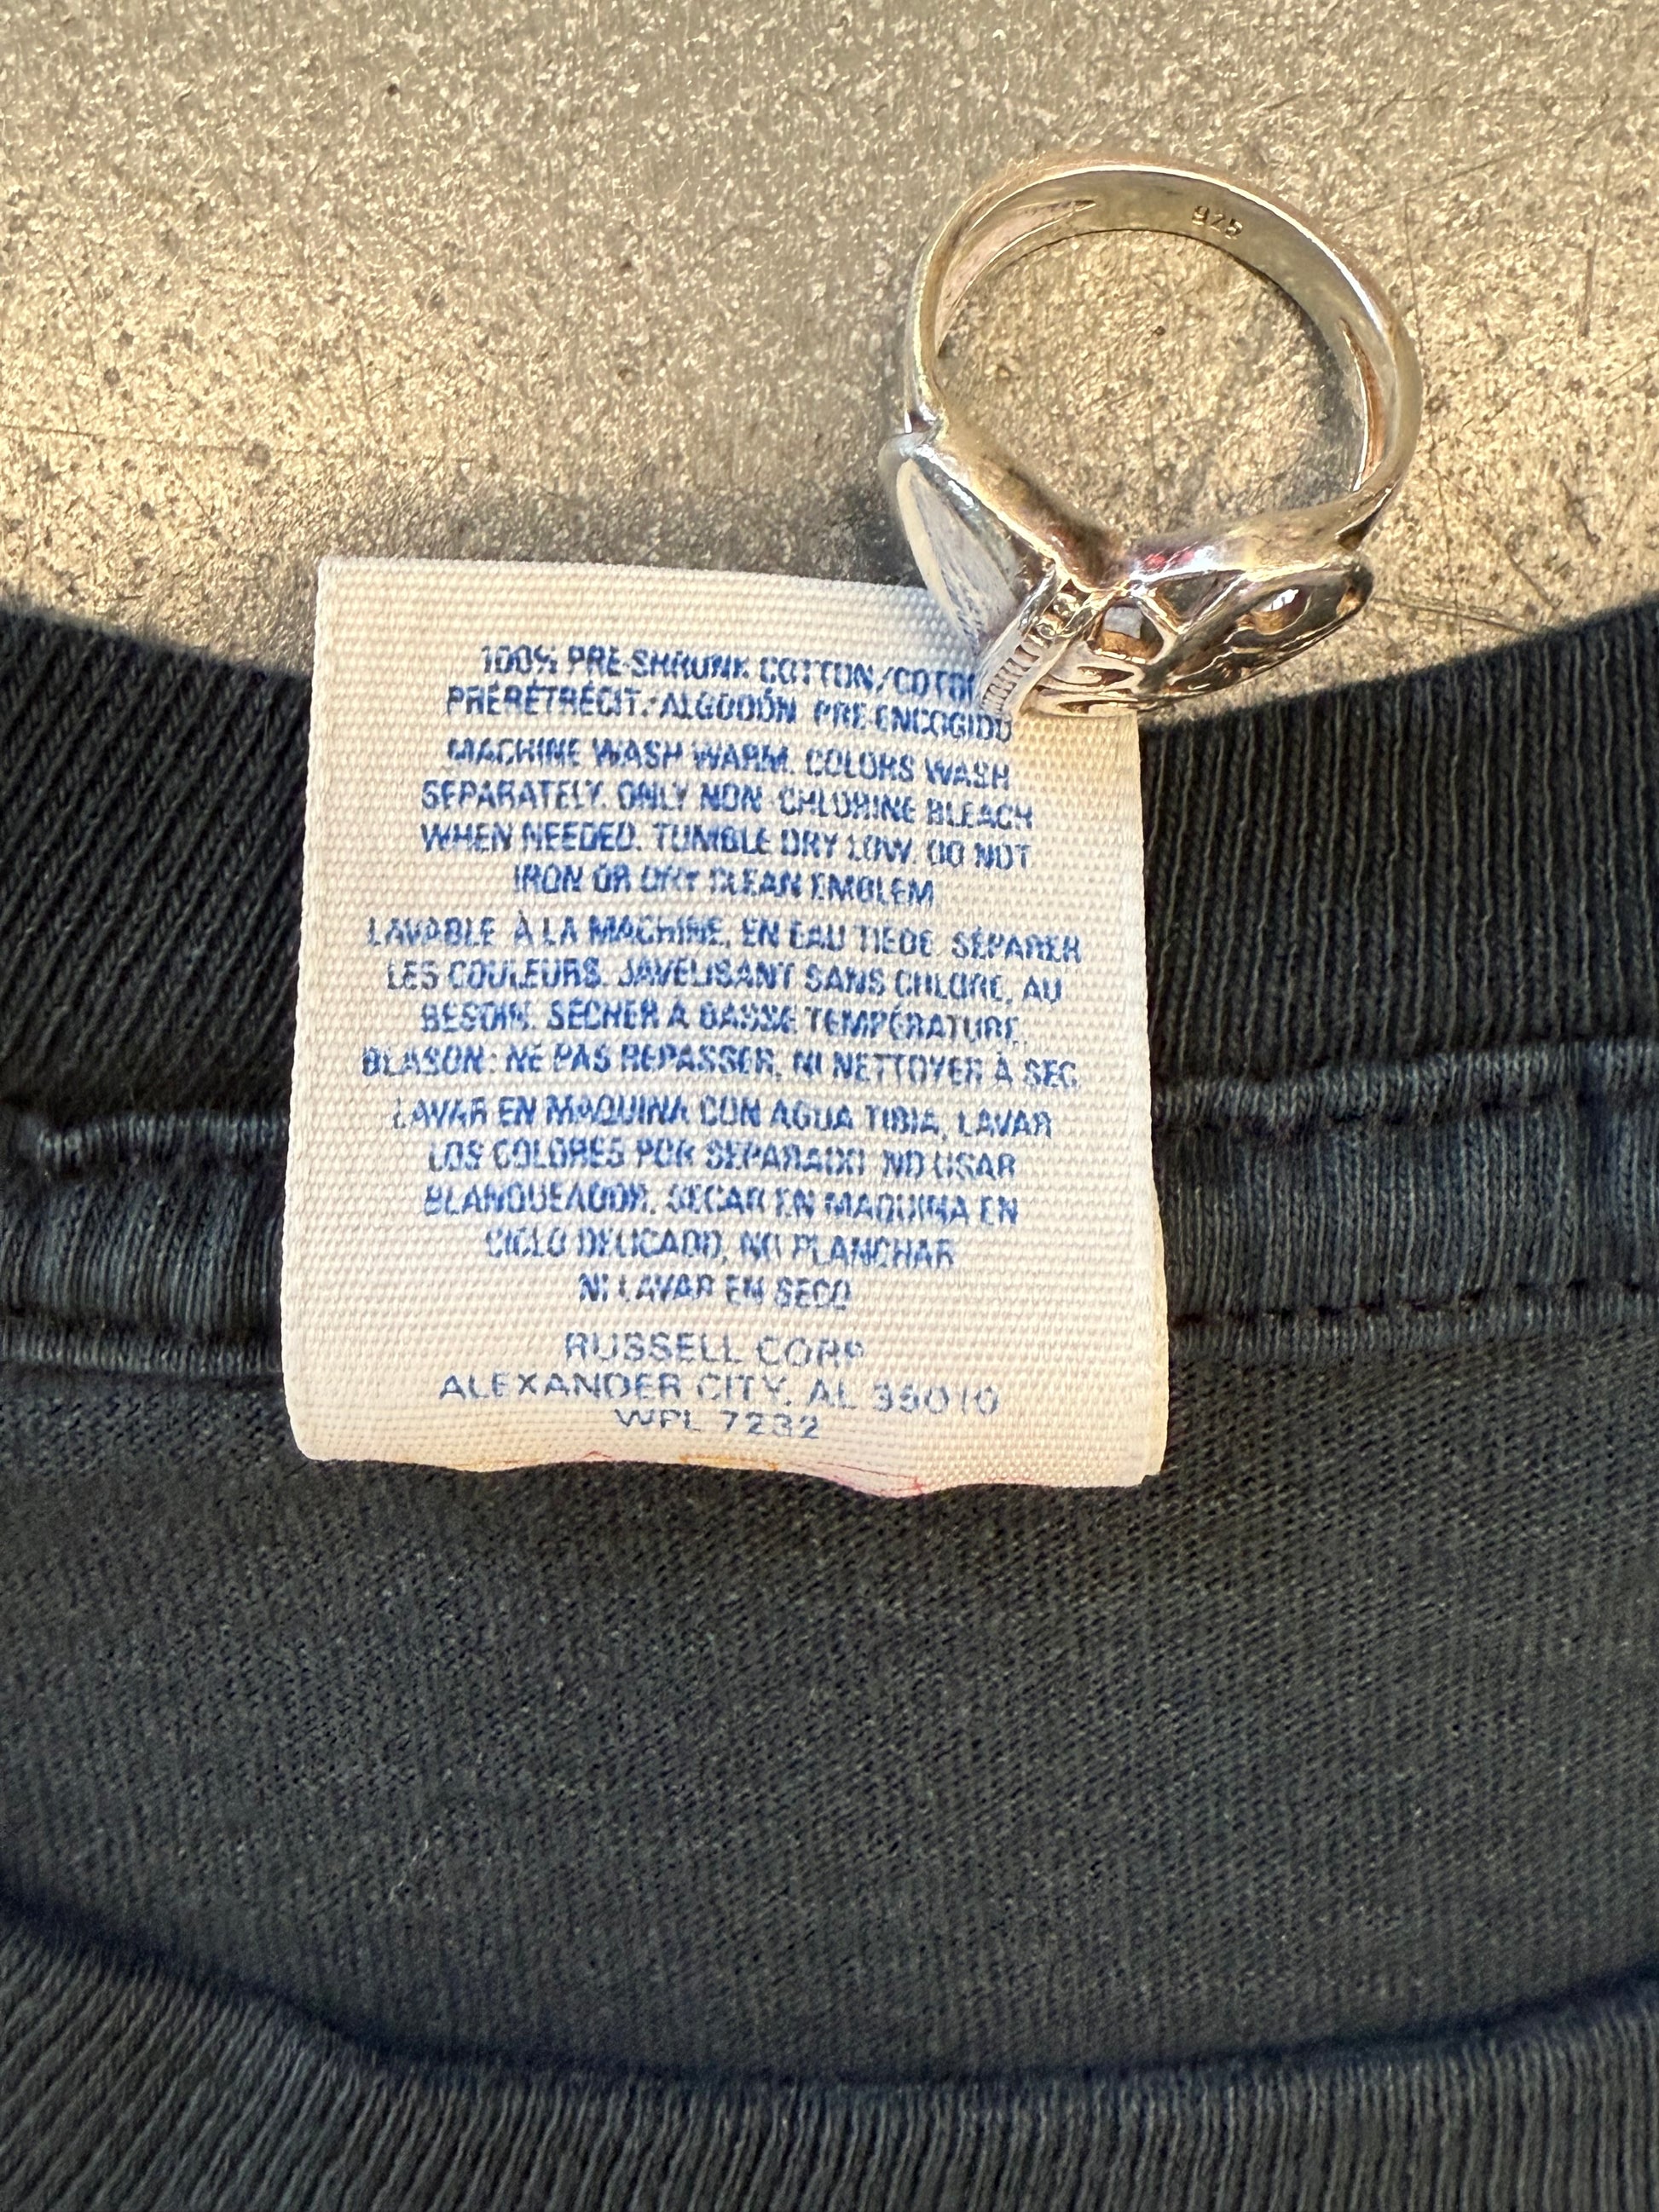 925
100% PRE-SHRUNK COTTON/COTON
PRÉRÉTRÉCIT/ALGODÓN PRE-ENCOGIDO
MACHINE WASH WARM. COLORS WASH
SEPARATELY. ONLY NON-CHLORINE BLEACH
WHEN NEEDED. TUMBLE DRY LOW. DO NOT
IRON OR DRY CLEAN EMBLEM
LAVABLE À LA MACHINE, EN EAU TIEDE. SÉPARER
LES COULEURS. JAVELISANT SANS CHLORE, AU
BESOIN. SECHER À BASSE TEMPÉRATURE.
BLASON: NE PAS REPASSER, NI NETTOYER À SEC
LAVAR EN MAQUINA CON AGUA TIBIA, LAVAR
LOS COLORES POR SEPARADO. NO USAR
BLANQUEADOR. SECAR EN MAQUINA EN
CICLO DELICADO, NO PLANCHAR
NI LAVAR EN SECO
RUSSELL CORP
ALEXANDER CITY, AL 35010
WPL 7232